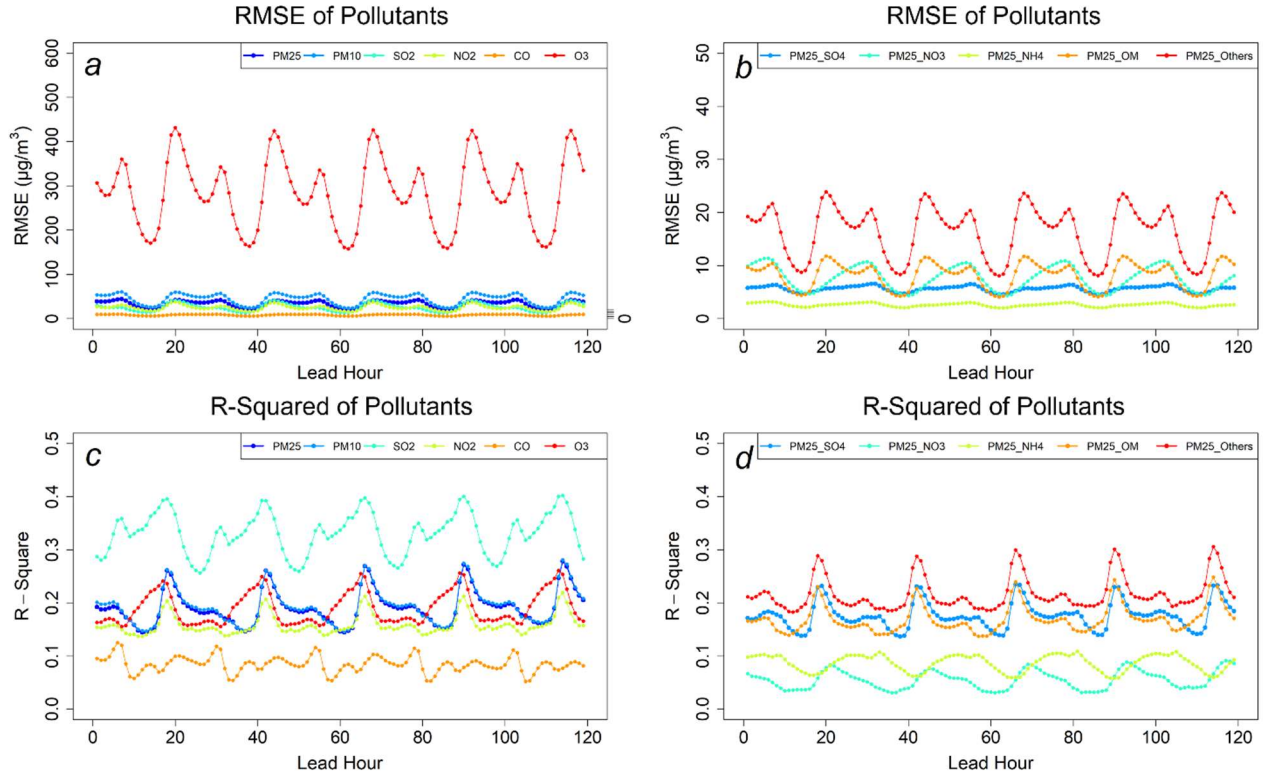 RMSE of Pollutants
a
PM25 PM10 SO2 NO2 CO O3
RMSE (µg/m³)
600
500
400
300
200
100
0
0
0 20 40 60 80 100 120
Lead Hour
RMSE of Pollutants
b
PM25_SO4 PM25_NO3 PM25_NH4 PM25_OM PM25_Others
RMSE (µg/m³)
50
40
30
20
10
0
0 20 40 60 80 100 120
Lead Hour
R-Squared of Pollutants
c
PM25 PM10 SO2 NO2 CO O3
R – Square
0.5
0.4
0.3
0.2
0.1
0.0
0 20 40 60 80 100 120
Lead Hour
R-Squared of Pollutants
d
PM25_SO4 PM25_NO3 PM25_NH4 PM25_OM PM25_Others
R – Square
0.5
0.4
0.3
0.2
0.1
0.0
0 20 40 60 80 100 120
Lead Hour